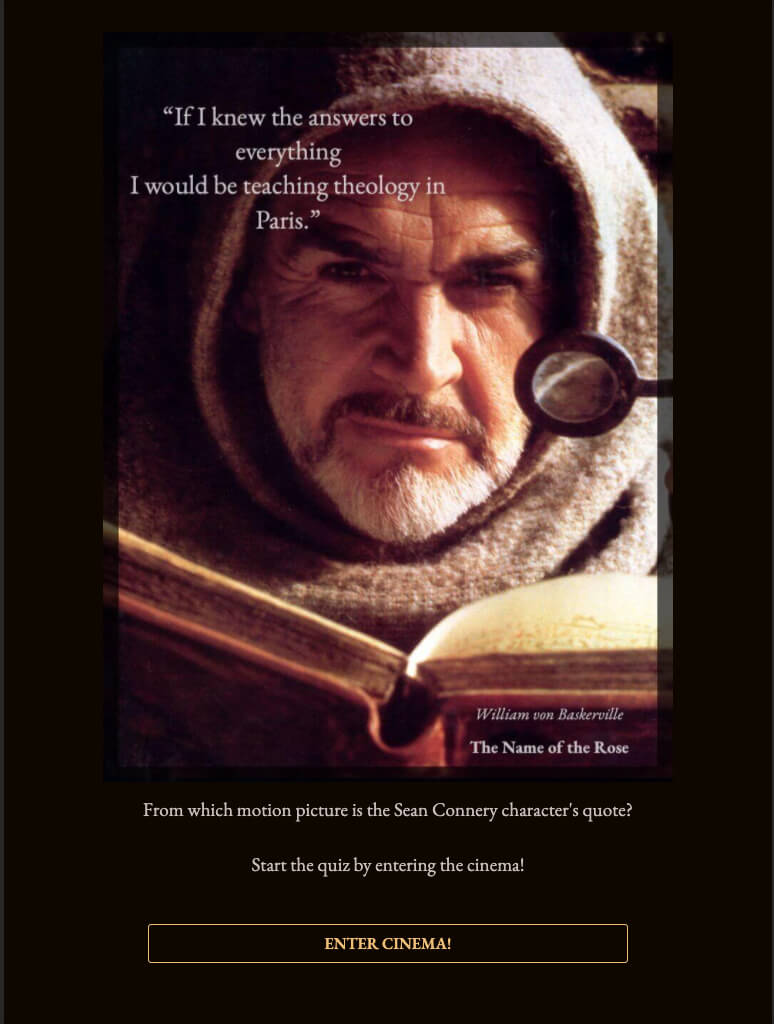 “If I knew the answers to
everything
I would be teaching theology in
Paris.”
William von Baskerville
The Name of the Rose
From which motion picture is the Sean Connery character's quote?
Start the quiz by entering the cinema!
ENTER CINEMA!